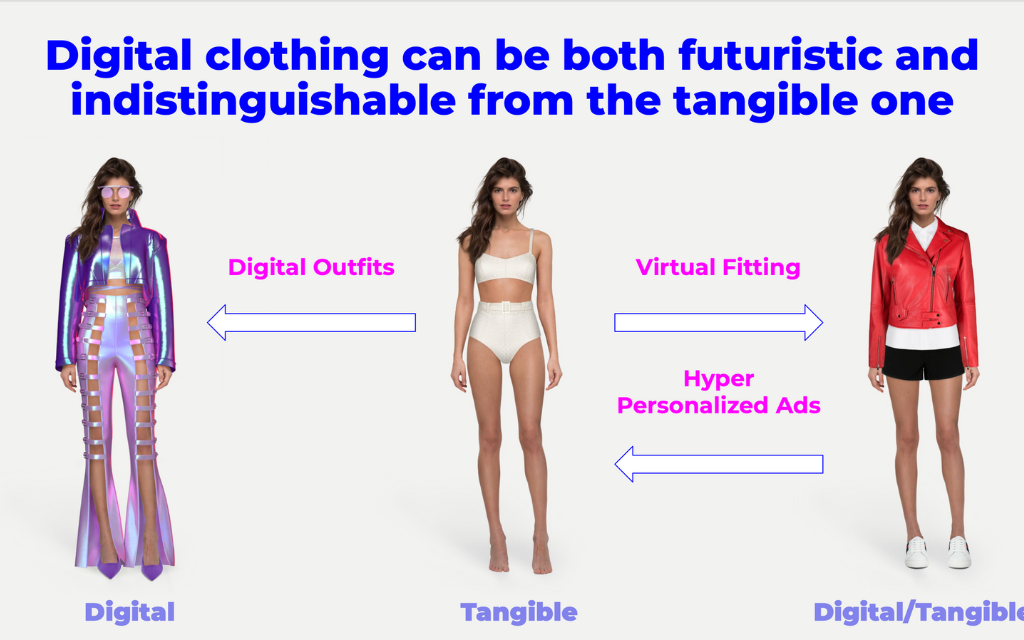 Digital clothing can be both futuristic and
indistinguishable from the tangible one
Digital Outfits
Virtual Fitting
Hyper
Personalized Ads
Digital
Tangible
Digital/Tangible